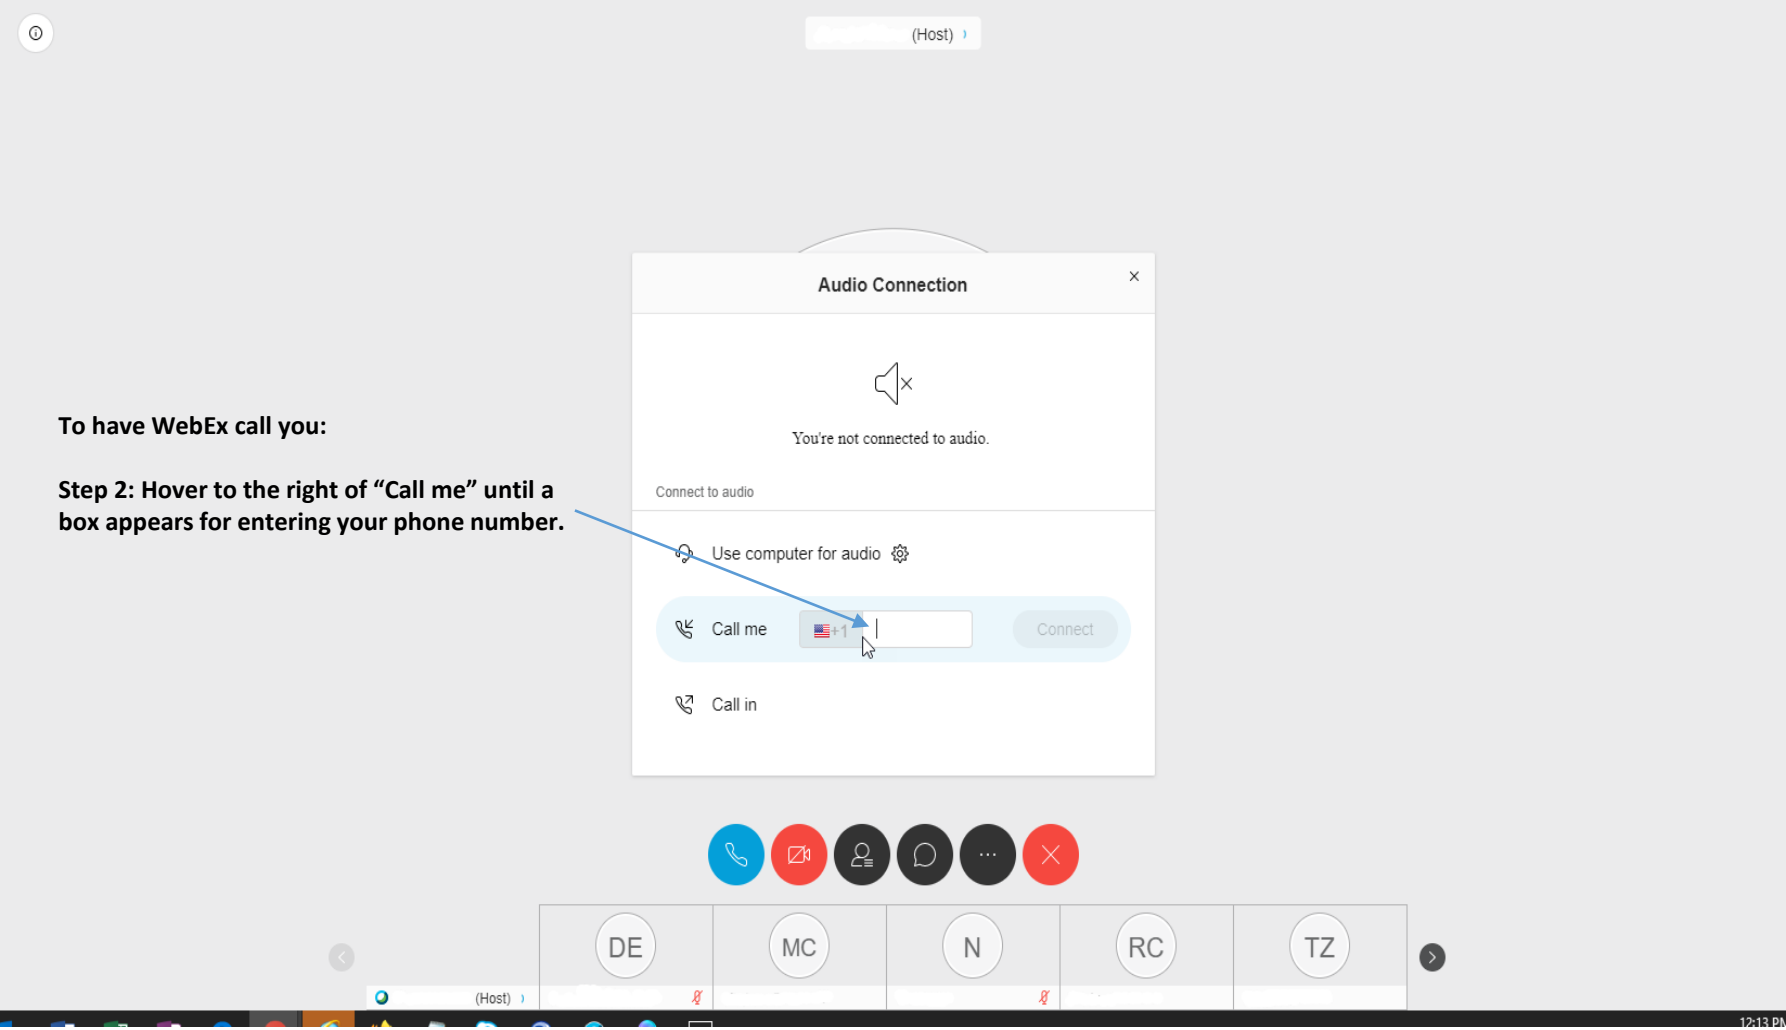 (Host)
Audio Connection
You're not connected to audio.
To have WebEx call you:
Step 2: Hover to the right of “Call me” until a
box appears for entering your phone number.
Connect to audio
Use computer for audio
Call me +1 Connect
Call in
DE MC N RC TZ
(Host)
12:13 PM